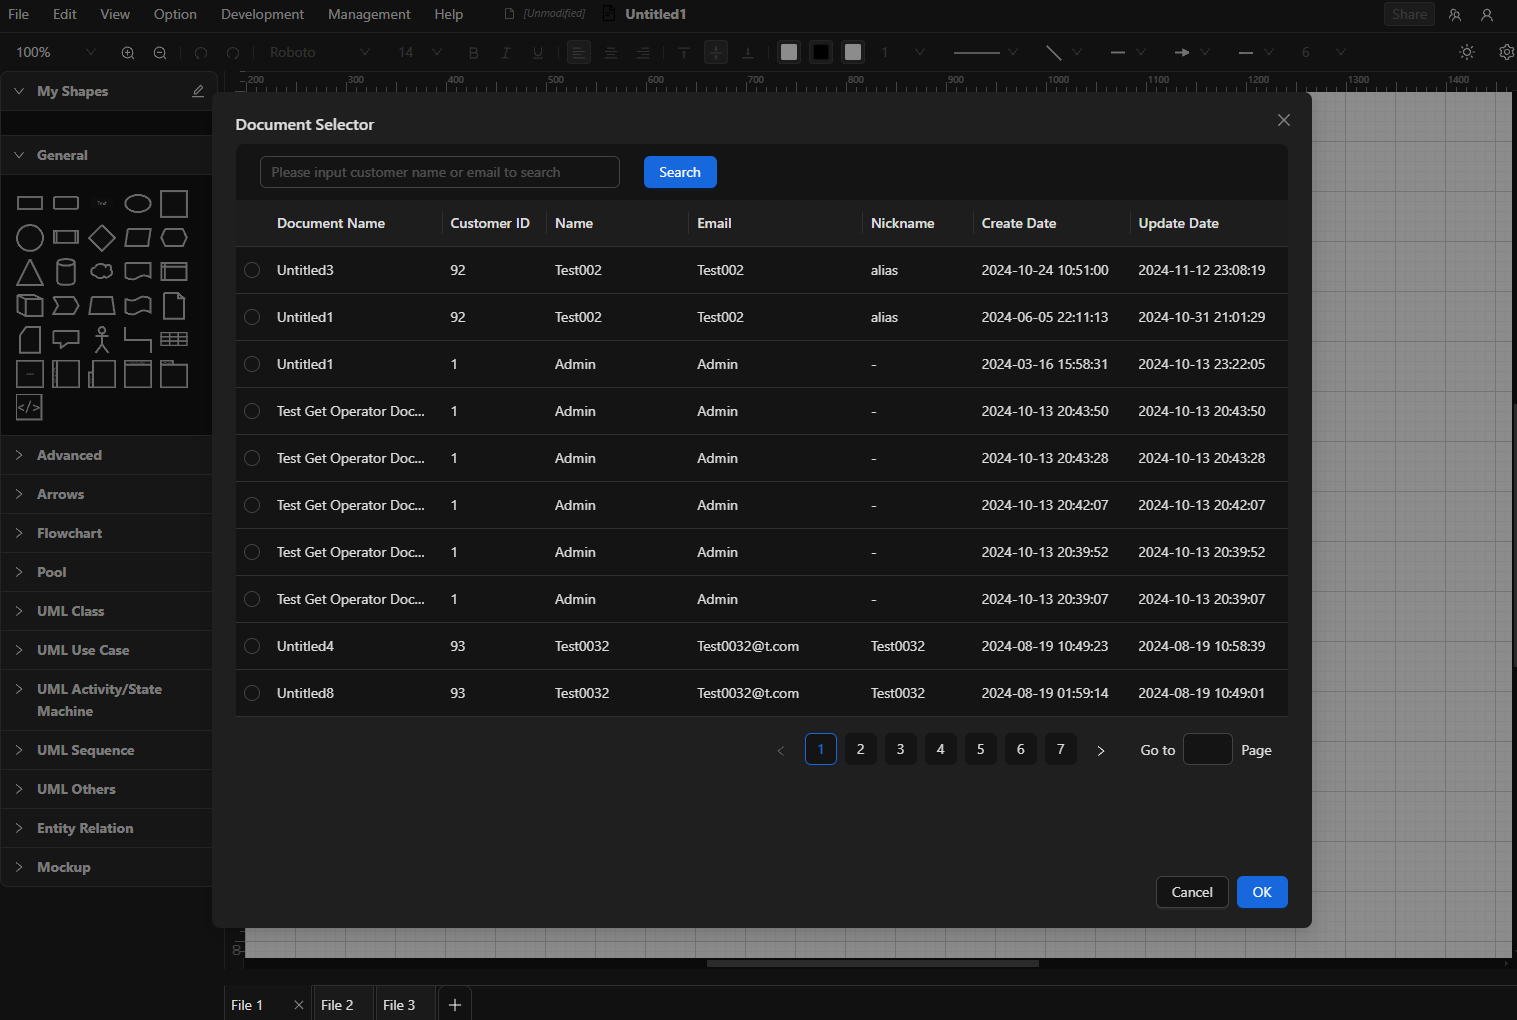 File Edit View Option Development Management Help [Unmodified] Untitled1 Share
100% Roboto 14 1 6
200 300 400 500 600 700 800 900 1000 1100 1200 1300 1400
My Shapes
General
Text
</>
Advanced
Arrows
Flowchart
Pool
UML Class
UML Use Case
UML Activity/State
Machine
UML Sequence
UML Others
Entity Relation
Mockup
Document Selector
Please input customer name or email to search Search
Document Name Customer ID Name Email Nickname Create Date Update Date
Untitled3 92 Test002 Test002 alias 2024-10-24 10:51:00 2024-11-12 23:08:19
Untitled1 92 Test002 Test002 alias 2024-06-05 22:11:13 2024-10-31 21:01:29
Untitled1 1 Admin Admin - 2024-03-16 15:58:31 2024-10-13 23:22:05
Test Get Operator Doc... 1 Admin Admin - 2024-10-13 20:43:50 2024-10-13 20:43:50
Test Get Operator Doc... 1 Admin Admin - 2024-10-13 20:43:28 2024-10-13 20:43:28
Test Get Operator Doc... 1 Admin Admin - 2024-10-13 20:42:07 2024-10-13 20:42:07
Test Get Operator Doc... 1 Admin Admin - 2024-10-13 20:39:52 2024-10-13 20:39:52
Test Get Operator Doc... 1 Admin Admin - 2024-10-13 20:39:07 2024-10-13 20:39:07
Untitled4 93 Test0032 Test0032@t.com Test0032 2024-08-19 10:49:23 2024-08-19 10:58:39
Untitled8 93 Test0032 Test0032@t.com Test0032 2024-08-19 01:59:14 2024-08-19 10:49:01
< 1 2 3 4 5 6 7 > Go to Page
Cancel OK
8
File 1 File 2 File 3 +